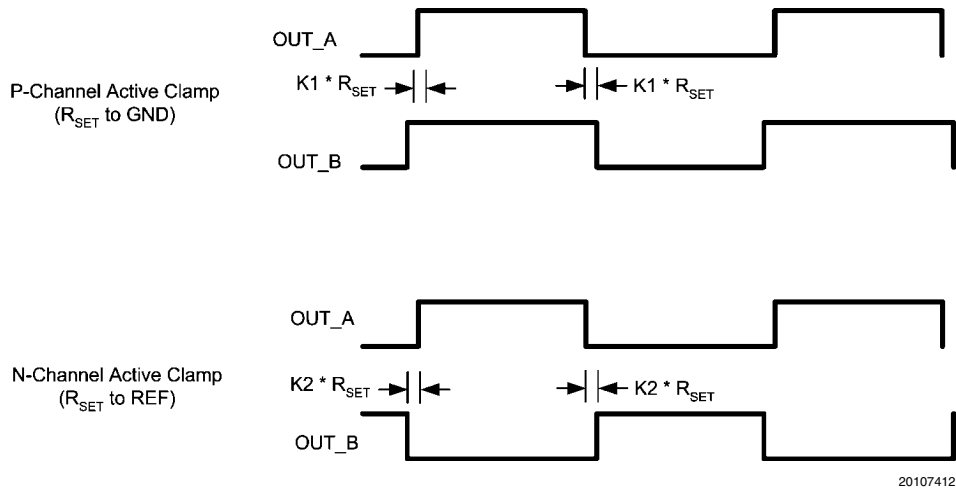 OUT_A
K1 * RSET
K1 * RSET
P-Channel Active Clamp
(RSET to GND)
OUT_B
OUT_A
N-Channel Active Clamp
(RSET to REF)
K2 * RSET
K2 * RSET
OUT_B
20107412